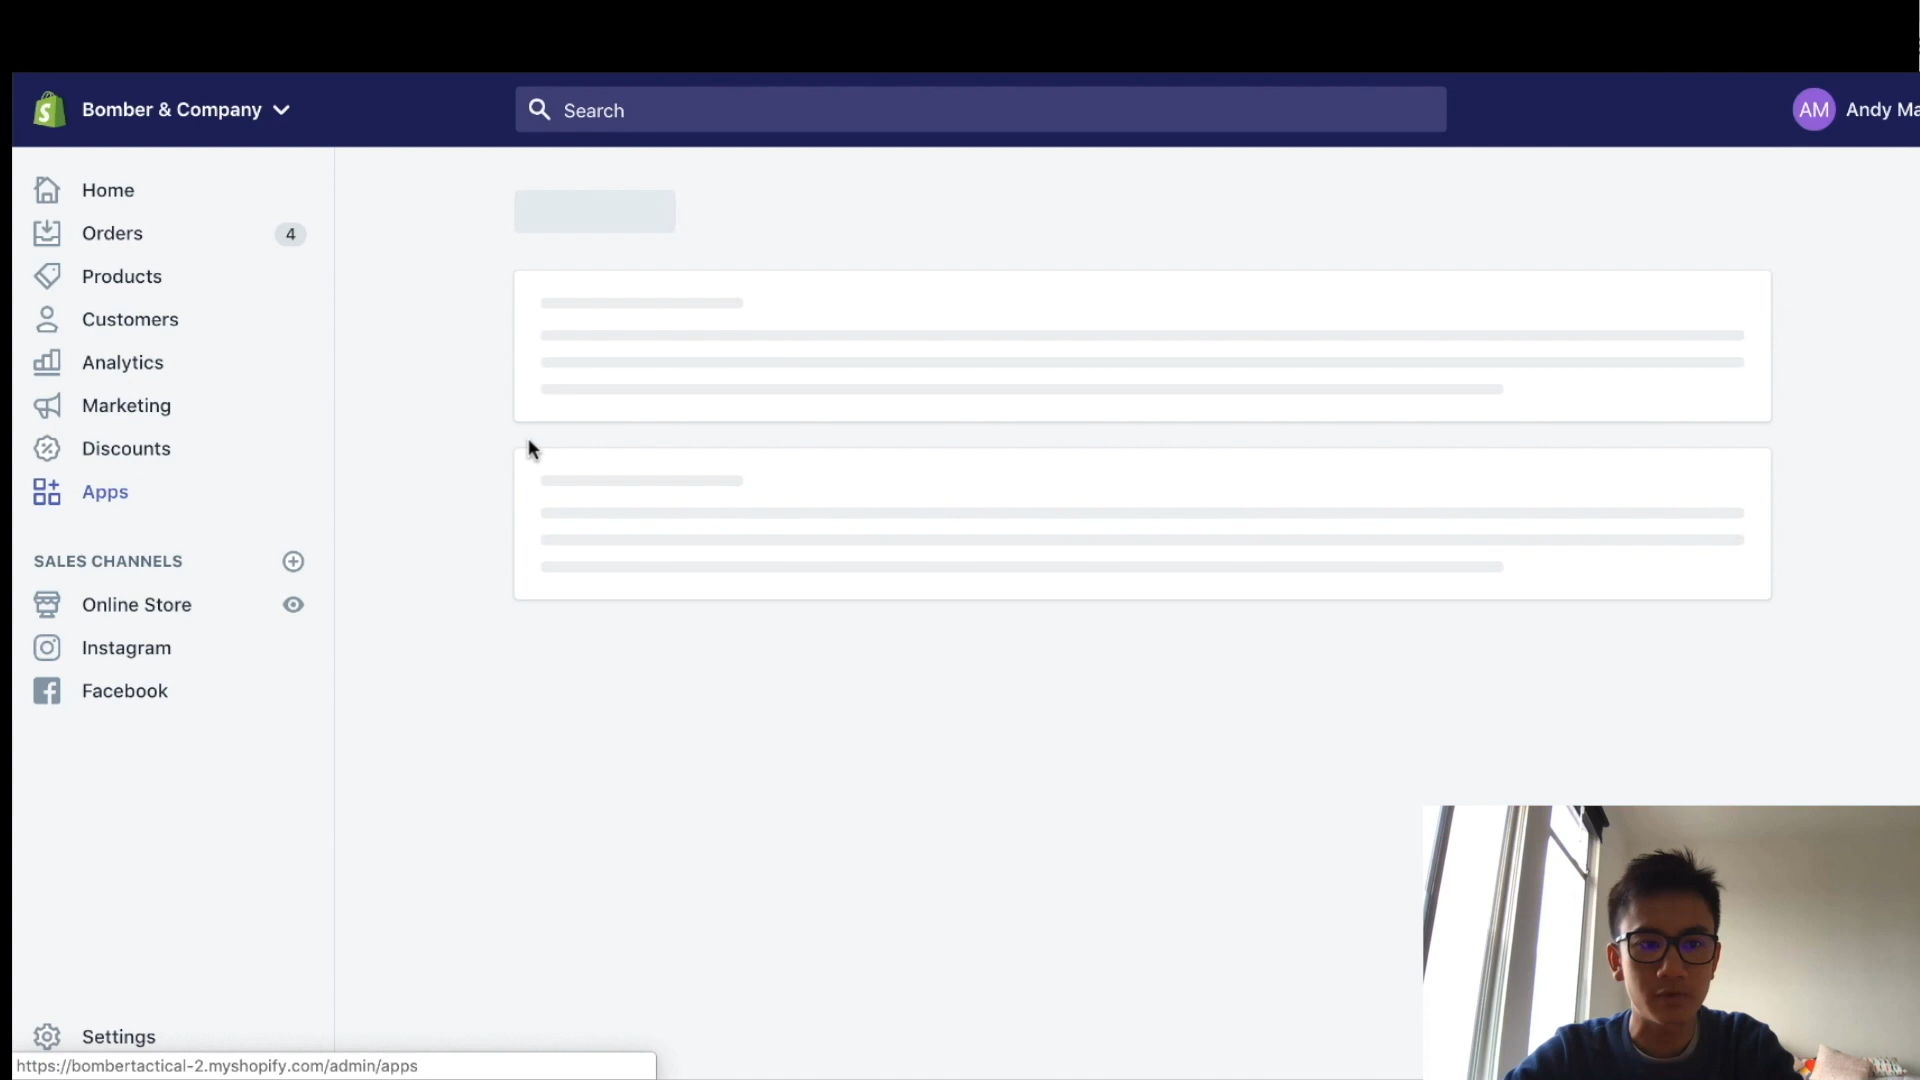 Bomber & Company
Search
AM Andy Ma
Home
Orders 4
Products
Customers
Analytics
Marketing
Discounts
Apps
SALES CHANNELS
Online Store
Instagram
Facebook
Settings
https://bombertactical-2.myshopify.com/admin/apps